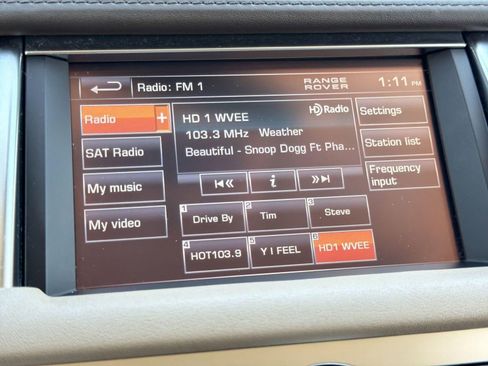 Radio: FM 1
RANGE ROVER
1:11 PM
Radio +
SAT Radio
My music
My video
HD 1 WVEE
HD Radio
103.3 MHz Weather
Beautiful - Snoop Dogg Ft Pha...
i
Settings
Station list
Frequency input
1 Drive By
2 Tim
3 Steve
4 HOT103.9
5 Y I FEEL
6 HD1 WVEE